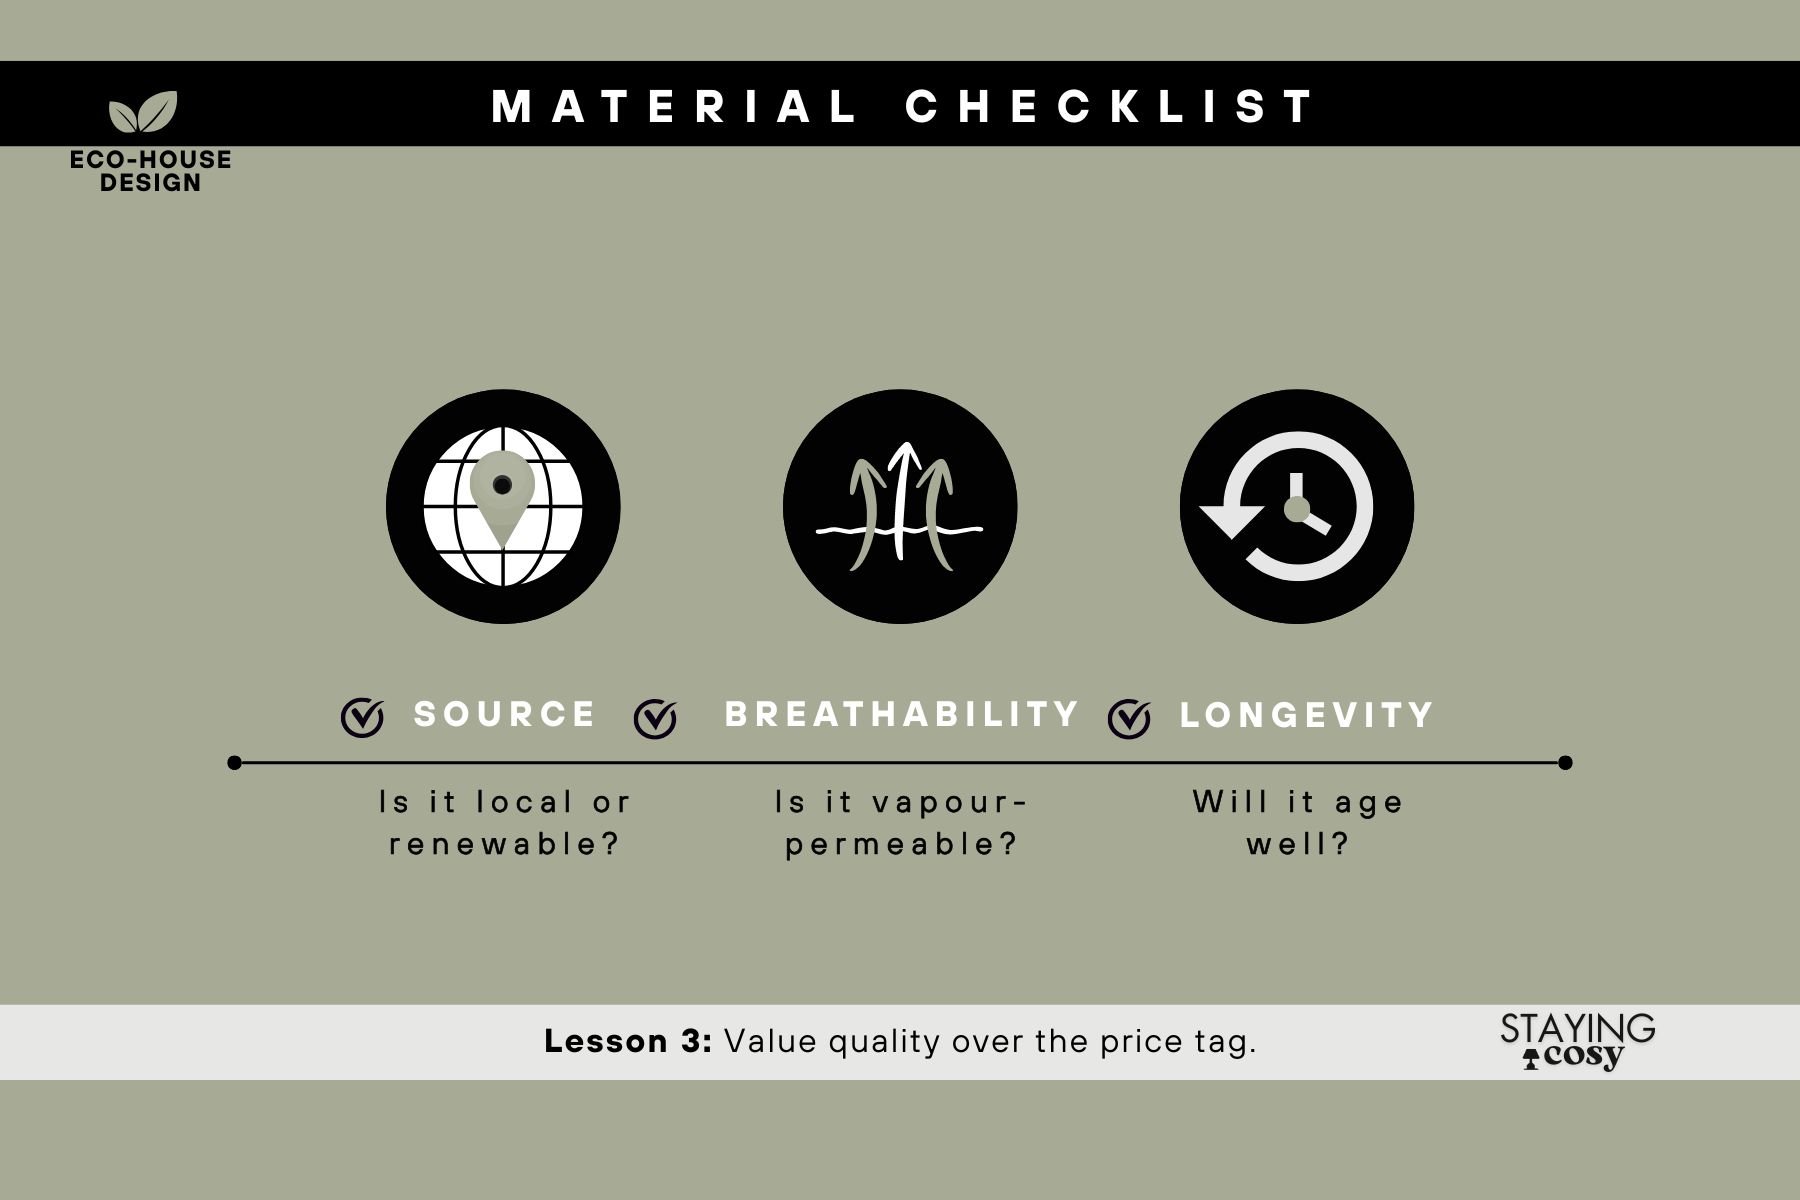 MATERIAL CHECKLIST
ECO-HOUSE
DESIGN
SOURCE
BREATHABILITY
LONGEVITY
Is it local or
renewable?
Is it vapour-
permeable?
Will it age
well?
Lesson 3: Value quality over the price tag.
STAYING
cosy